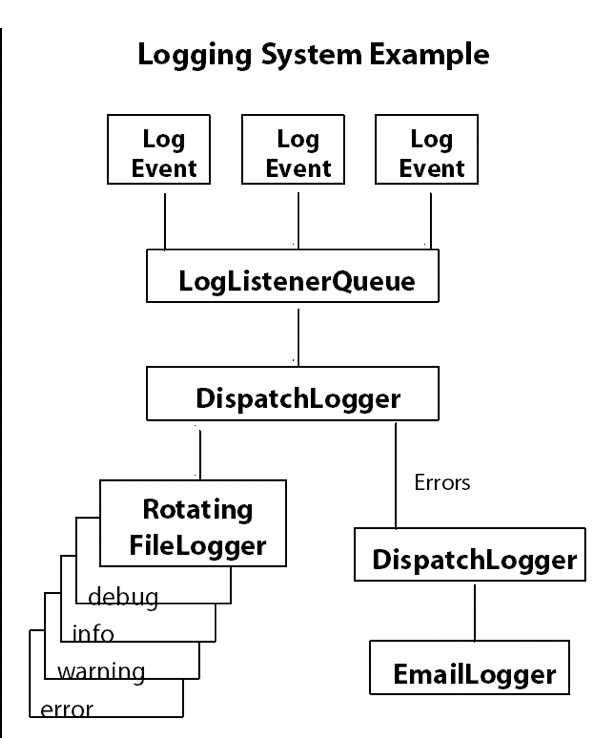 Logging System Example
Log Log Log
Event Event Event
LogListenerQueue
DispatchLogger
Errors
Rotating
FileLogger
DispatchLogger
debug
info
warning
EmailLogger
error